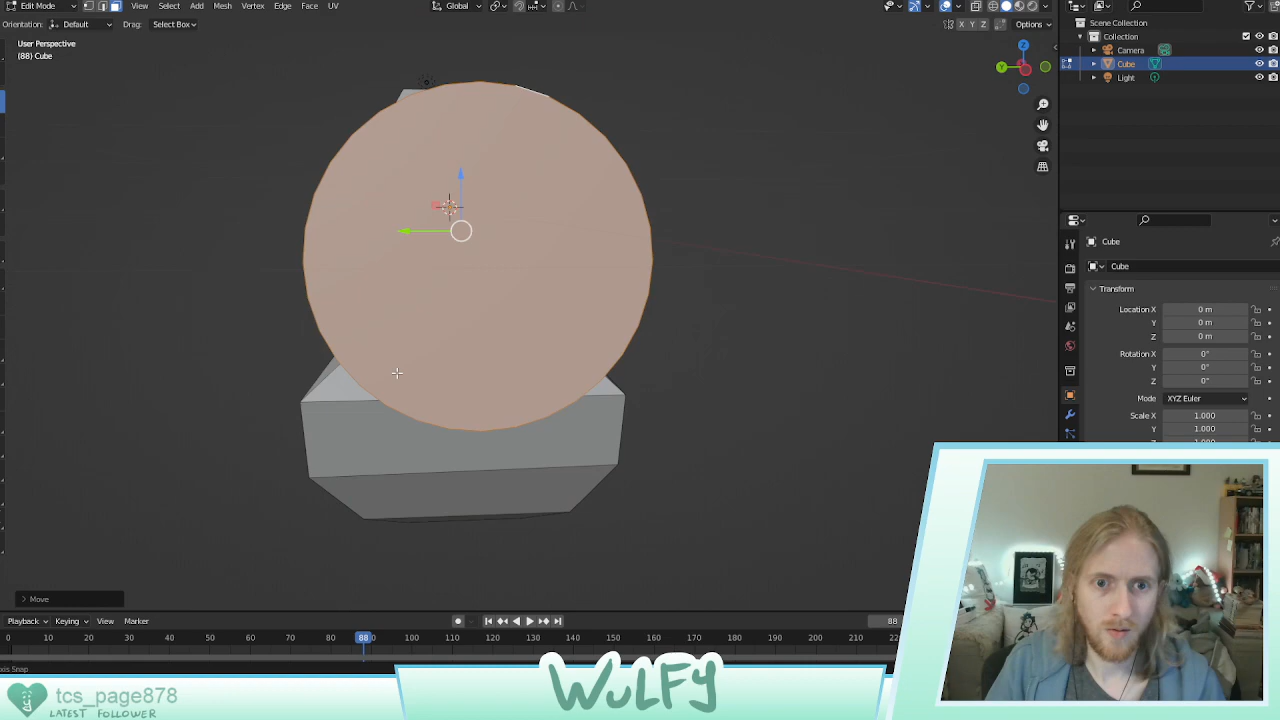 Edit Mode View Select Add Mesh Vertex Edge Face UV Global Options
Orientation: Default Drag: Select Box X Y Z Options
User Perspective
(88) Cube
Z
Y
Scene Collection
Collection
Camera
Cube
Light
Cube
Cube
Transform
Location X 0 m
Y 0 m
Z 0 m
Rotation X 0°
Y 0°
Z 0°
Mode XYZ Euler
Scale X 1.000
Y 1.000
Move
Playback Keying View Marker 88
0 10 20 30 40 50 60 70 80 88 100 110 120 130 140 150 160 170 180 190 200 210
axis Snap
tcs_page878
LATEST FOLLOWER
WULFY